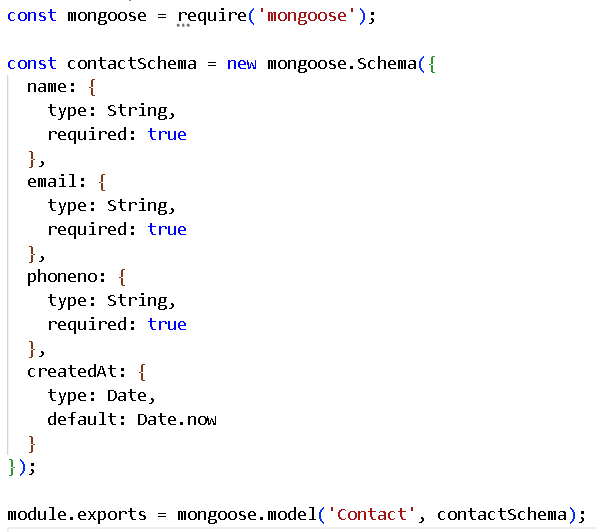 const mongoose = require('mongoose');

const contactSchema = new mongoose.Schema({
  name: {
    type: String,
    required: true
  },
  email: {
    type: String,
    required: true
  },
  phoneno: {
    type: String,
    required: true
  },
  createdAt: {
    type: Date,
    default: Date.now
  }
});

module.exports = mongoose.model('Contact', contactSchema);